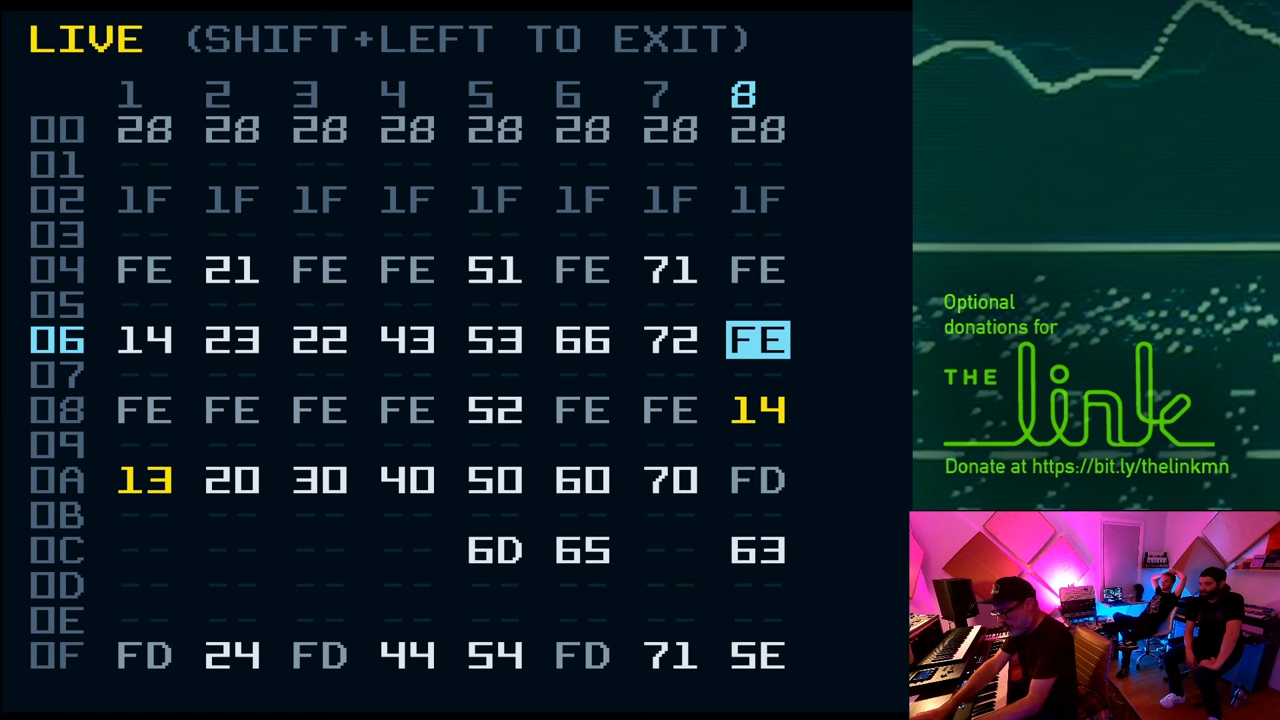 LIVE (SHIFT+LEFT TO EXIT)
1 2 3 4 5 6 7 8
00 28 28 28 28 28 28 28 28
01 -- -- -- -- -- -- -- --
02 1F 1F 1F 1F 1F 1F 1F 1F
03 -- -- -- -- -- -- -- --
04 FE 21 FE FE 51 FE 71 FE
05 -- -- -- -- -- -- -- --
06 14 23 22 43 53 66 72 FE
07 -- -- -- -- -- -- -- --
08 FE FE FE FE 52 FE FE 14
09 -- -- -- -- -- -- -- --
0A 13 20 30 40 50 60 70 FD
0B -- -- -- -- -- -- -- --
0C -- -- -- -- 6D 65 -- 63
0D -- -- -- -- -- -- -- --
0E -- -- -- -- -- -- -- --
0F FD 24 FD 44 54 FD 71 5E
Optional
donations for
THE link
Donate at https://bit.ly/thelinkmn